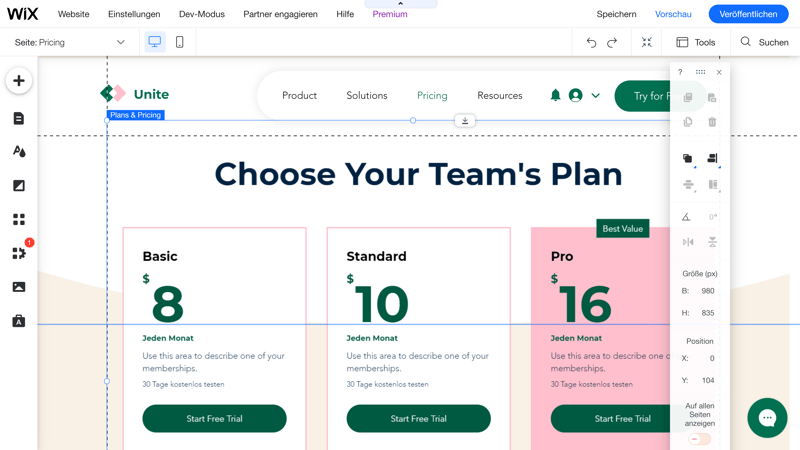 WiX
Website
Einstellungen
Dev-Modus
Partner engagieren
Hilfe
Premium
Speichern
Vorschau
Veröffentlichen
Seite: Pricing
Tools
Suchen
Unite
Product
Solutions
Pricing
Resources
Try for F
Plans & Pricing
Choose Your Team's Plan
Best Value
Basic
$
8
Jeden Monat
Use this area to describe one of your
memberships.
30 Tage kostenlos testen
Start Free Trial
Standard
$
10
Jeden Monat
Use this area to describe one of your
memberships.
30 Tage kostenlos testen
Start Free Trial
Pro
$
16
Jeden Monat
Use this area to describe one of
memberships.
30 Tage kostenlos testen
Start Free Trial
?
0°
Größe (px)
B: 980
H: 835
Position
X: 0
Y: 104
Auf allen
Seiten
anzeigen
1
A